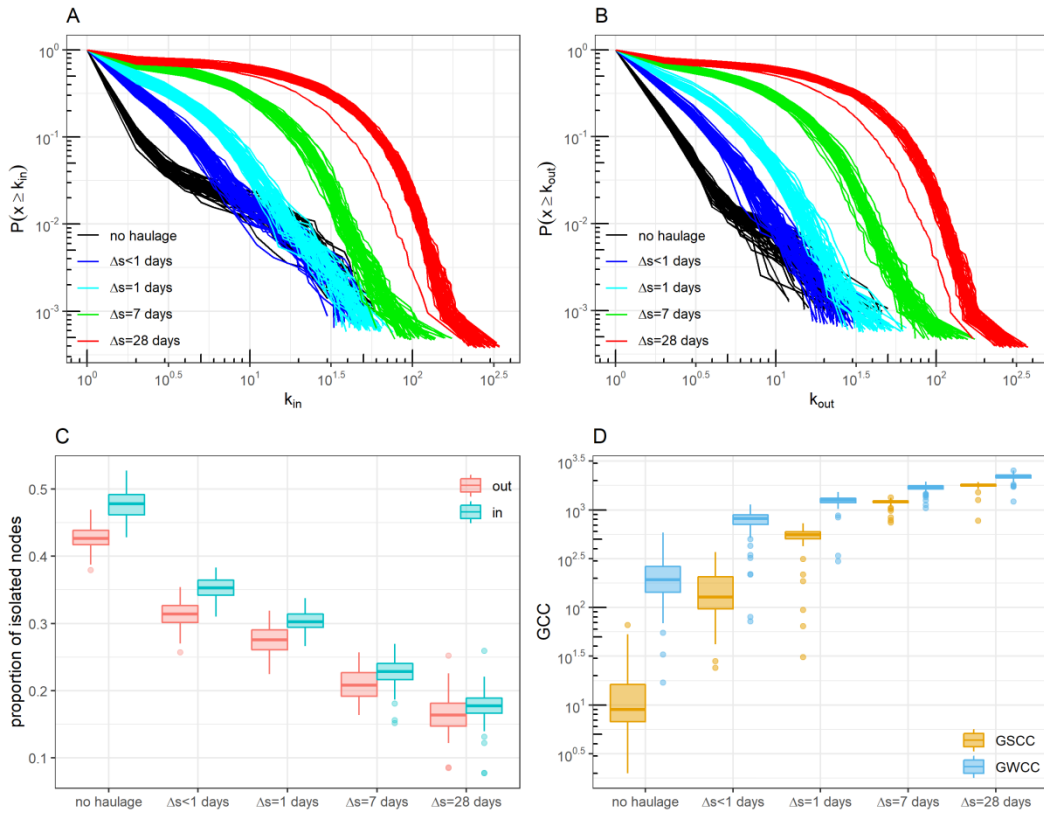 A
P(x ≥ k_in)
10^0
10^-1
10^-2
10^-3
no haulage
Δs<1 days
Δs=1 days
Δs=7 days
Δs=28 days
10^0 10^0.5 10^1 10^1.5 10^2 10^2.5
k_in
B
P(x ≥ k_out)
10^0
10^-1
10^-2
10^-3
no haulage
Δs<1 days
Δs=1 days
Δs=7 days
Δs=28 days
10^0 10^0.5 10^1 10^1.5 10^2 10^2.5
k_out
C
proportion of isolated nodes
0.5
0.4
0.3
0.2
0.1
out
in
no haulage Δs<1 days Δs=1 days Δs=7 days Δs=28 days
D
GCC
10^3.5
10^3
10^2.5
10^2
10^1.5
10^1
10^0.5
GSCC
GWCC
no haulage Δs<1 days Δs=1 days Δs=7 days Δs=28 days